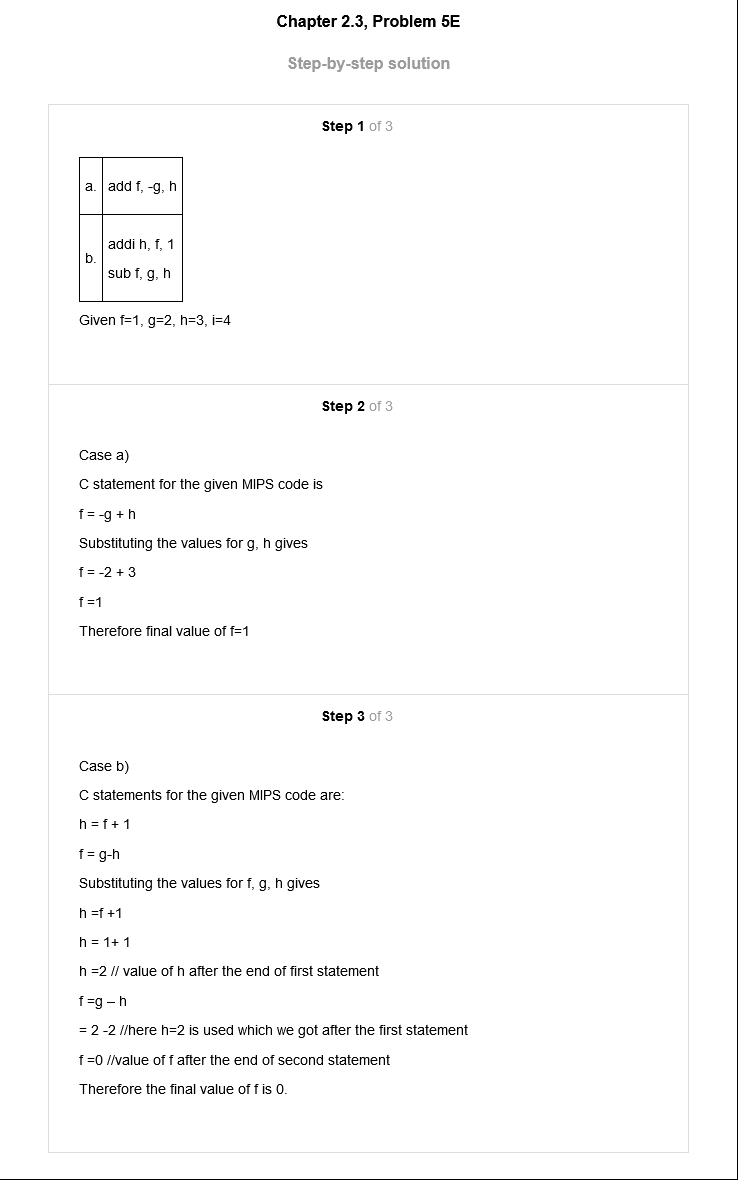 Chapter 2.3, Problem 5E
Step-by-step solution
Step 1 of 3
a. add f, -g, h
b. addi h, f, 1
sub f, g, h
Given f=1, g=2, h=3, i=4
Step 2 of 3
Case a)
C statement for the given MIPS code is
f = -g + h
Substituting the values for g, h gives
f = -2 + 3
f =1
Therefore final value of f=1
Step 3 of 3
Case b)
C statements for the given MIPS code are:
h = f + 1
f = g-h
Substituting the values for f, g, h gives
h =f +1
h = 1+ 1
h =2 // value of h after the end of first statement
f =g – h
= 2 -2 //here h=2 is used which we got after the first statement
f =0 //value of f after the end of second statement
Therefore the final value of f is 0.